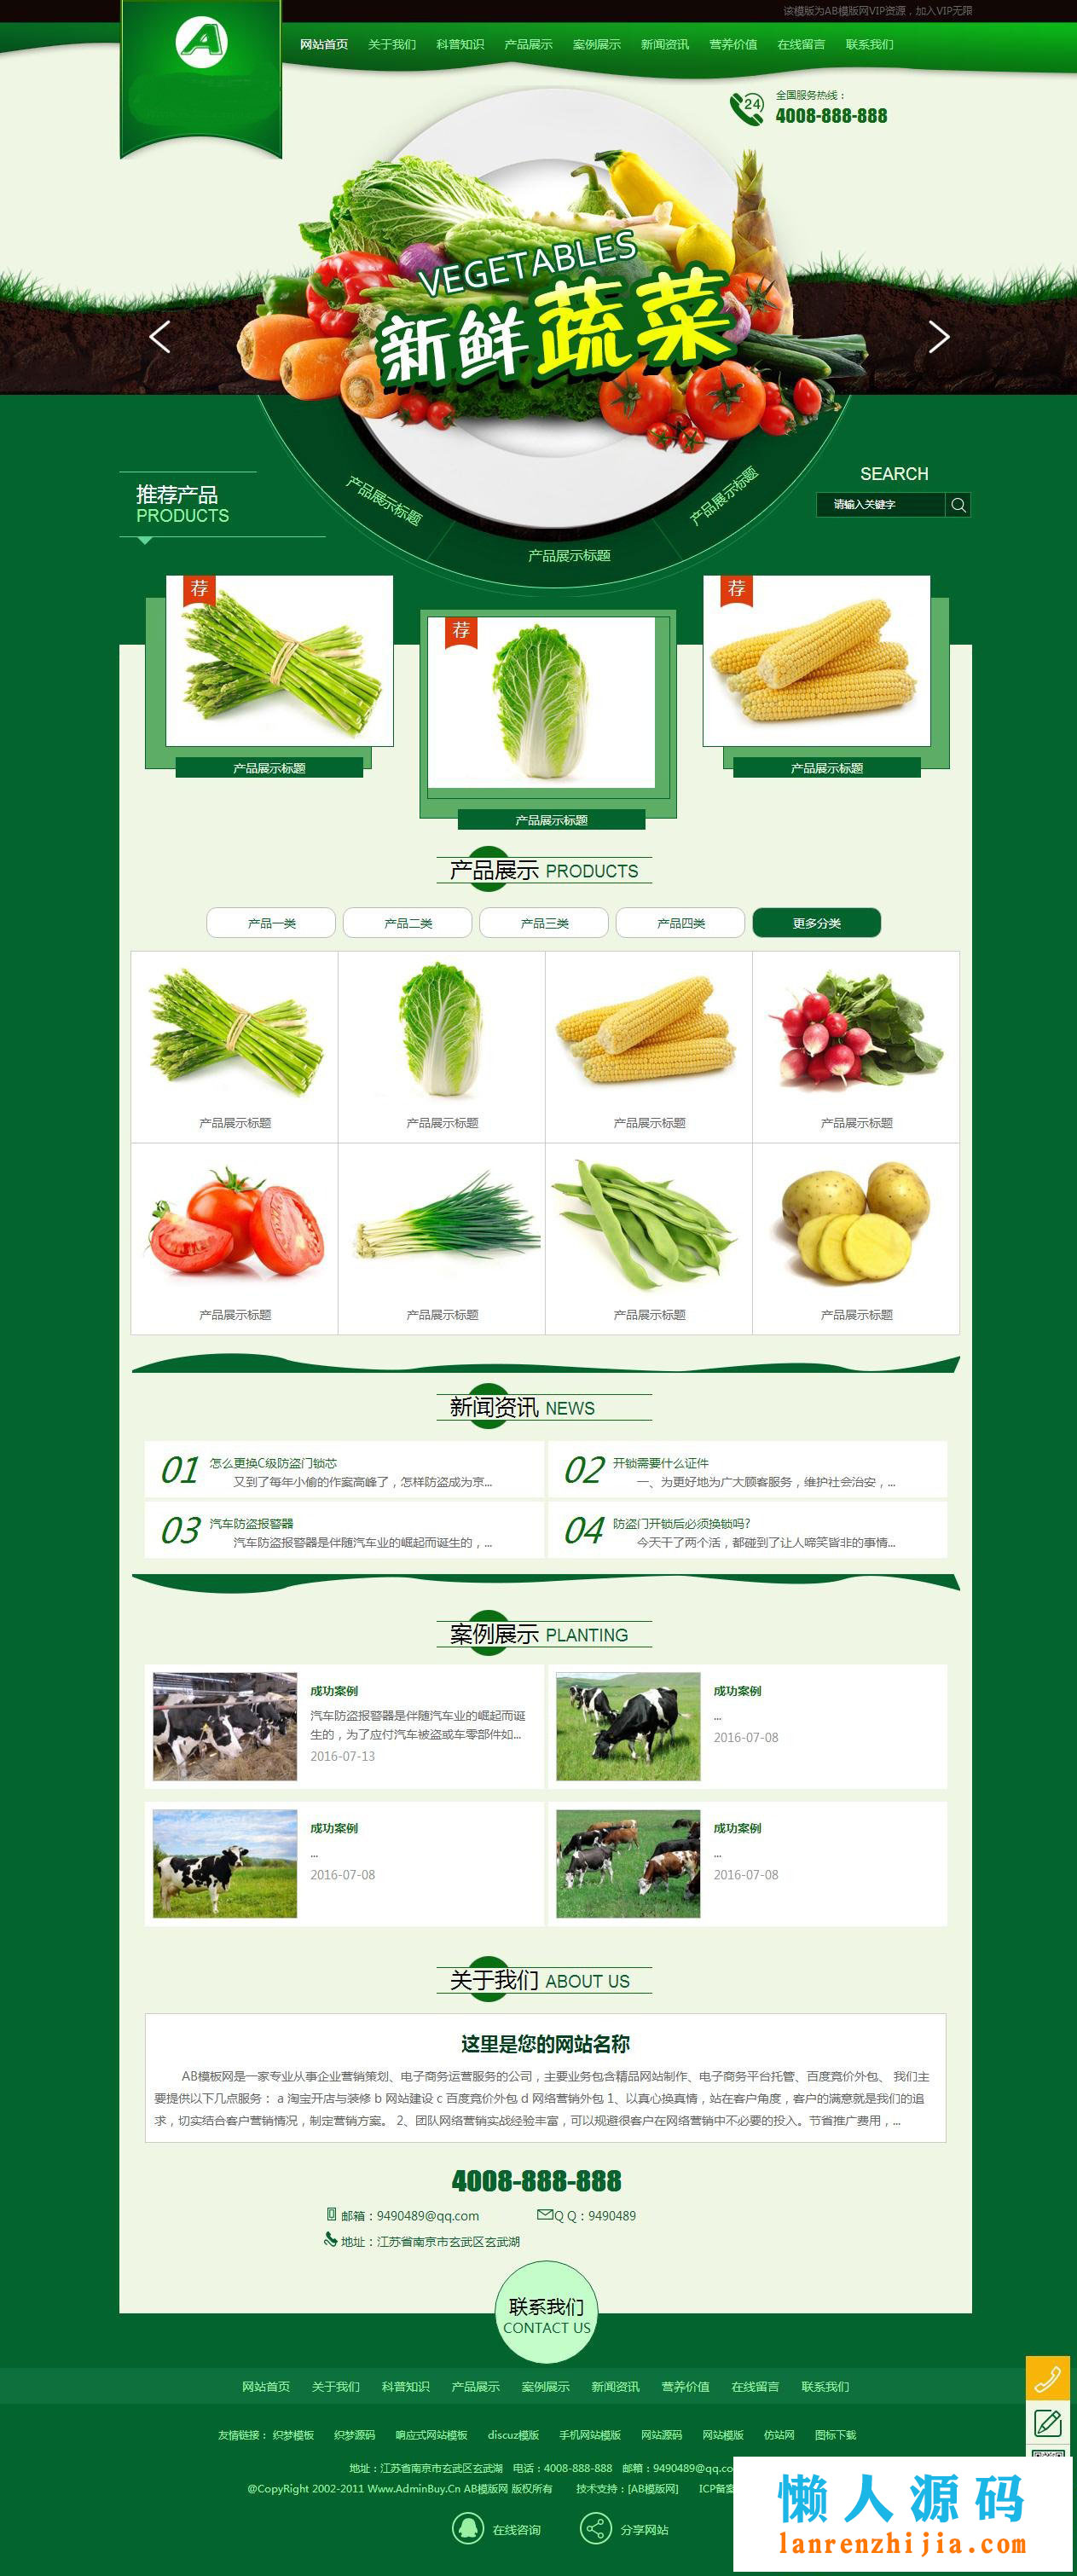 该模版为AB模版网VIP资源，加入VIP无限
网站首页 关于我们 科普知识 产品展示 案例展示 新闻资讯 营养价值 在线留言 联系我们
A
24
全国服务热线：
4008-888-888
VEGETABLES
新鲜蔬菜
推荐产品
PRODUCTS
产品展示标题
产品展示标题
产品展示标题
SEARCH
请输入关键字
荐
荐
荐
产品展示标题
产品展示标题
产品展示标题
产品展示 PRODUCTS
产品一类 产品二类 产品三类 产品四类 更多分类
产品展示标题 产品展示标题 产品展示标题 产品展示标题
产品展示标题 产品展示标题 产品展示标题 产品展示标题
新闻资讯 NEWS
01 怎么更换C级防盗门锁芯
又到了每年小偷的作案高峰了，怎样防盗成为京...
02 开锁需要什么证件
一、为更好地为广大顾客服务，维护社会治安，...
03 汽车防盗报警器
汽车防盗报警器是伴随汽车业的崛起而诞生的，...
04 防盗门开锁后必须换锁吗?
今天干了两个活，都碰到了让人啼笑皆非的事情...
案例展示 PLANTING
成功案例
汽车防盗报警器是伴随汽车业的崛起而诞
生的，为了应付汽车被盗或车零部件如...
2016-07-13
成功案例
...
2016-07-08
成功案例
...
2016-07-08
成功案例
...
2016-07-08
关于我们 ABOUT US
这里是您的网站名称
AB模板网是一家专业从事企业营销策划、电子商务运营服务的公司，主要业务包含精品网站制作、电子商务平台托管、百度竞价外包、 我们主
要提供以下几点服务： a 淘宝开店与装修 b 网站建设 c 百度竞价外包 d 网络营销外包 1、以真心换真情，站在客户角度，客户的满意就是我们的追
求，切实结合客户营销情况，制定营销方案。 2、团队网络营销实战经验丰富，可以规避很客户在网络营销中不必要的投入。节省推广费用，...
4008-888-888
邮箱：9490489@qq.com Q Q：9490489
地址：江苏省南京市玄武区玄武湖
联系我们
CONTACT US
网站首页 关于我们 科普知识 产品展示 案例展示 新闻资讯 营养价值 在线留言 联系我们
友情链接： 织梦模板 织梦源码 响应式网站模板 discuz模版 手机网站模版 网站源码 网站模版 仿站网 图标下载
地址：江苏省南京市玄武区玄武湖 电话：4008-888-888 邮箱：9490489@qq.co
@CopyRight 2002-2011 Www.AdminBuy.Cn AB模版网 版权所有 技术支持：[AB模版网] ICP备案
在线咨询 分享网站
懒人源码
lanrenzhijia.com